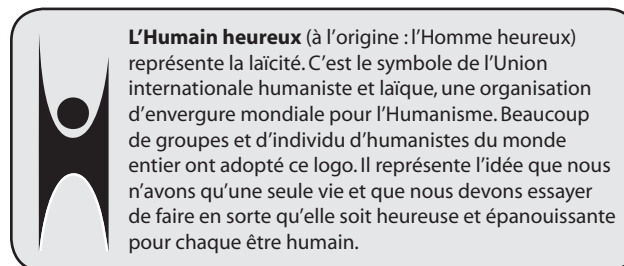 L’Humain heureux (à l’origine : l’Homme heureux)
représente la laïcité. C’est le symbole de l’Union
internationale humaniste et laïque, une organisation
d’envergure mondiale pour l’Humanisme. Beaucoup
de groupes et d’individu d’humanistes du monde
entier ont adopté ce logo. Il représente l’idée que nous
n’avons qu’une seule vie et que nous devons essayer
de faire en sorte qu’elle soit heureuse et épanouissante
pour chaque être humain.